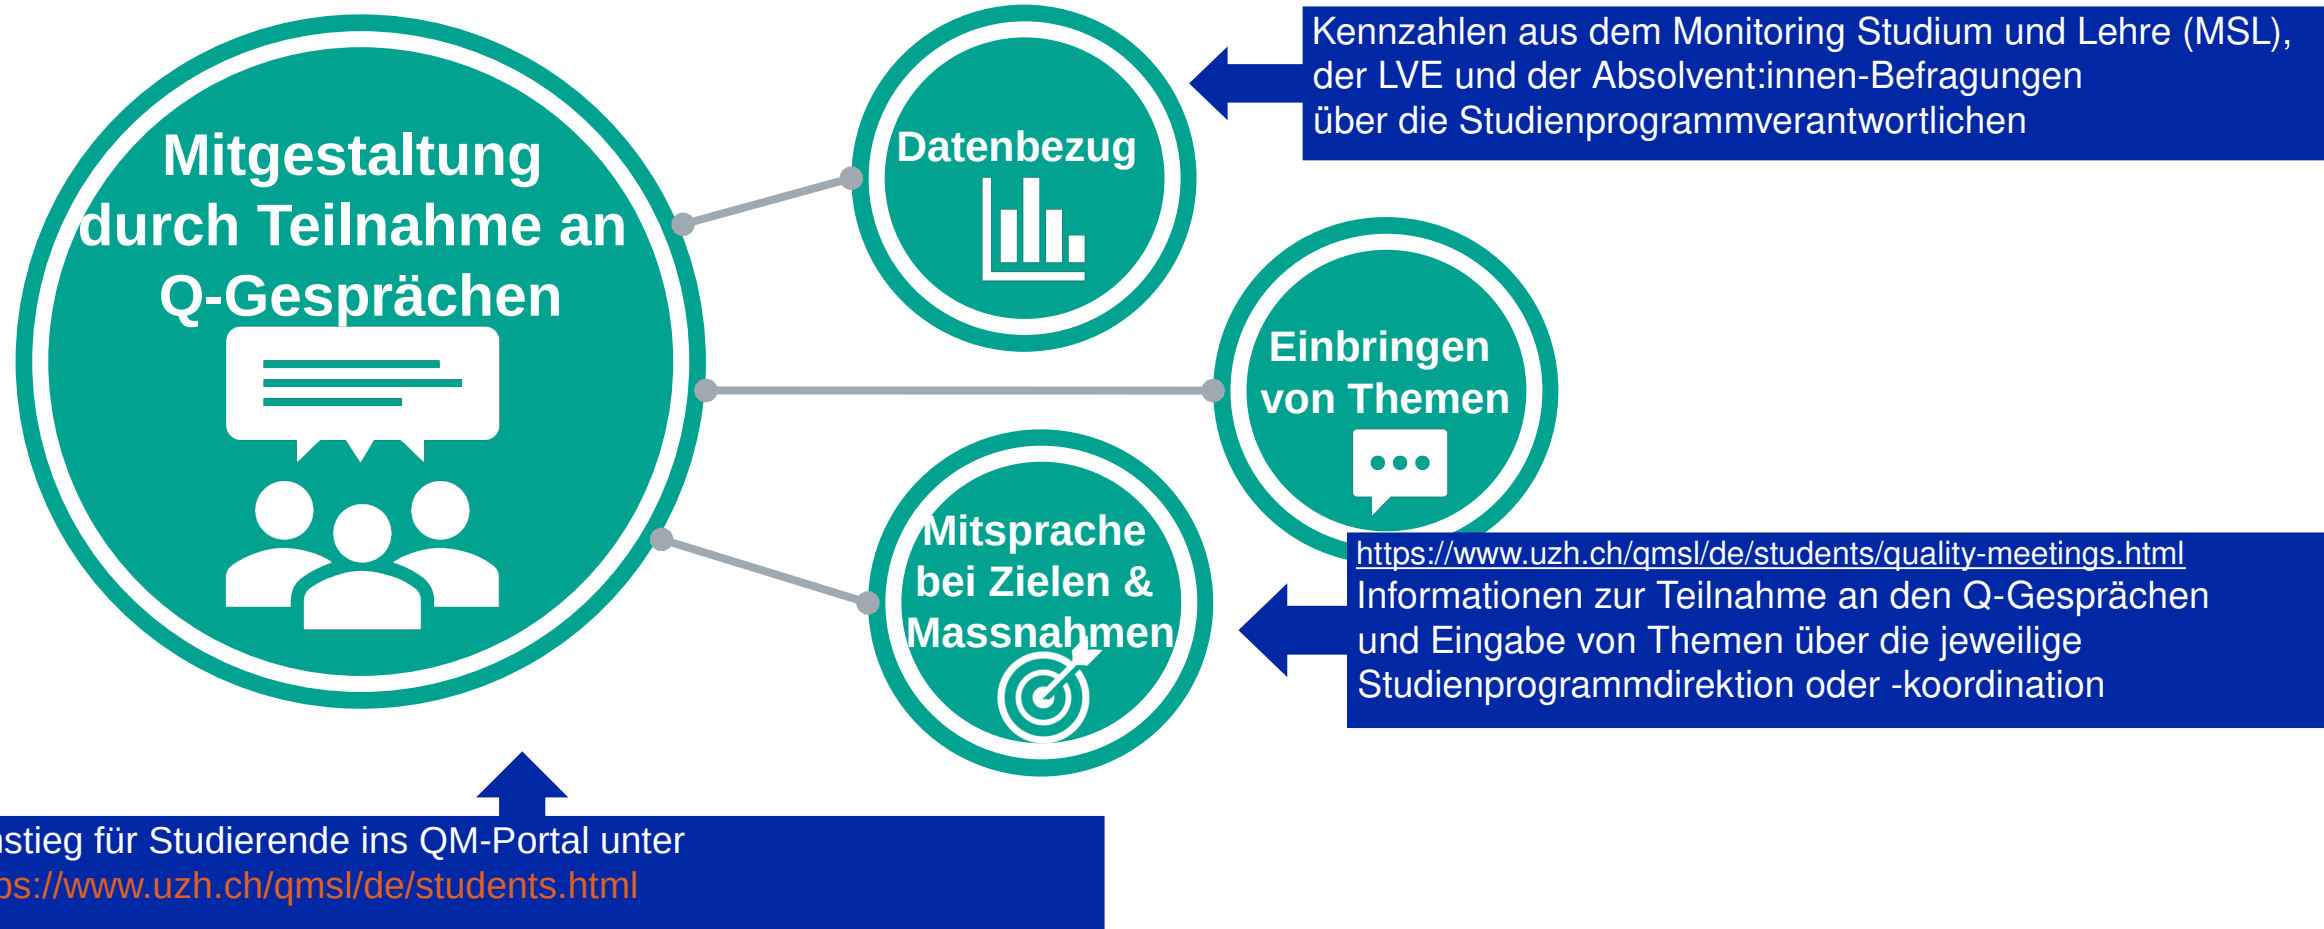 Mitgestaltung
durch Teilnahme an
Q-Gesprächen
Datenbezug
Kennzahlen aus dem Monitoring Studium und Lehre (MSL),
der LVE und der Absolvent:innen-Befragungen
über die Studienprogrammverantwortlichen
Einbringen
von Themen
Mitsprache
bei Zielen &
Massnahmen
https://www.uzh.ch/qmsl/de/students/quality-meetings.html
Informationen zur Teilnahme an den Q-Gesprächen
und Eingabe von Themen über die jeweilige
Studienprogrammdirektion oder -koordination
für Studierende ins QM-Portal unter
://www.uzh.ch/qmsl/de/students.html